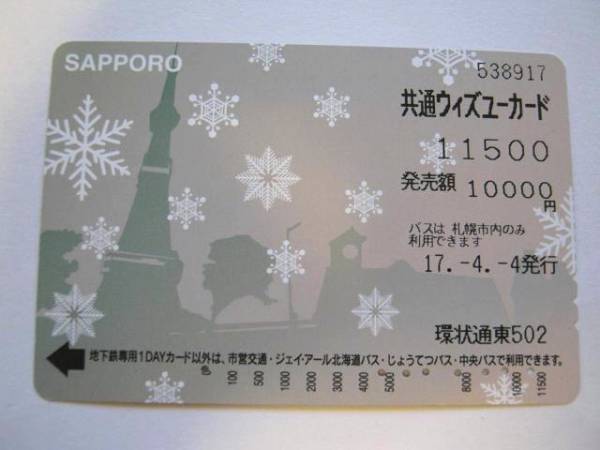 SAPPORO
538917
共通ウィズユーカード
11500
発売額 10000円
バスは 札幌市内のみ
利用できます
17.-4.-4発行
環状通東502
地下鉄専用1DAYカード以外は、市営交通・ジェイ・アール北海道バス・じょうてつバス・中央バスで利用できます。
0 100 500 1000 2000 3000 4000 5000 8000 10000 11500